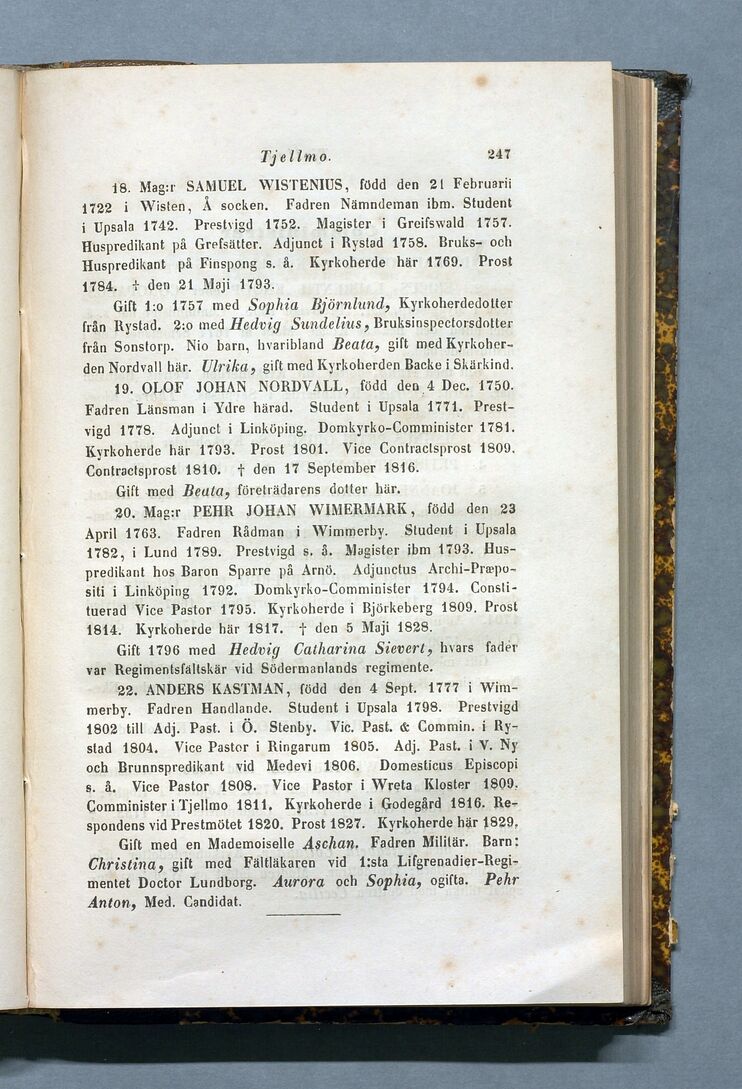 Tjellmo. 247
18. Mag:r SAMUEL WISTENIUS, född den 21 Februarii
1722 i Wisten, Å socken. Fadren Nämndeman ibm. Student
i Upsala 1742. Prestvigd 1752. Magister i Greifswald 1757.
Huspredikant på Grefsätter. Adjunct i Rystad 1758. Bruks- och
Huspredikant på Finspong s. å. Kyrkoherde här 1769. Prost
1784. † den 21 Maji 1793.
Gift 1:o 1757 med Sophia Björnlund, Kyrkoherdedotter
från Rystad. 2:o med Hedvig Sundelius, Bruksinspectorsdotter
från Sonstorp. Nio barn, hvaribland Beata, gift med Kyrkoher-
den Nordvall här. Ulrika, gift med Kyrkoherden Backe i Skärkind.
19. OLOF JOHAN NORDVALL, född den 4 Dec. 1750.
Fadren Länsman i Ydre härad. Student i Upsala 1771. Prest-
vigd 1778. Adjunct i Linköping. Domkyrko-Comminister 1781.
Kyrkoherde här 1793. Prost 1801. Vice Contractsprost 1809.
Contractsprost 1810. † den 17 September 1816.
Gift med Beata, företrädarens dotter här.
20. Mag:r PEHR JOHAN WIMERMARK, född den 23
April 1763. Fadren Rådman i Wimmerby. Student i Upsala
1782, i Lund 1789. Prestvigd s. å. Magister ibm 1793. Hus-
predikant hos Baron Sparre på Arnö. Adjunctus Archi-Præpo-
siti i Linköping 1792. Domkyrko-Comminister 1794. Consti-
tuerad Vice Pastor 1795. Kyrkoherde i Björkeberg 1809. Prost
1814. Kyrkoherde här 1817. † den 5 Maji 1828.
Gift 1796 med Hedvig Catharina Sievert, hvars fader
var Regimentsfältskär vid Södermanlands regimente.
22. ANDERS KASTMAN, född den 4 Sept. 1777 i Wim-
merby. Fadren Handlande. Student i Upsala 1798. Prestvigd
1802 till Adj. Past. i Ö. Stenby. Vic. Past. & Commin. i Ry-
stad 1804. Vice Pastor i Ringarum 1805. Adj. Past. i V. Ny
och Brunnspredikant vid Medevi 1806. Domesticus Episcopi
s. å. Vice Pastor 1808. Vice Pastor i Wreta Kloster 1809.
Comminister i Tjellmo 1811. Kyrkoherde i Godegård 1816. Re-
spondens vid Prestmötet 1820. Prost 1827. Kyrkoherde här 1829.
Gift med en Mademoiselle Aschan. Fadren Militär. Barn:
Christina, gift med Fältläkaren vid 1:sta Lifgrenadier-Regi-
mentet Doctor Lundborg. Aurora och Sophia, ogifta. Pehr
Anton, Med. Candidat.